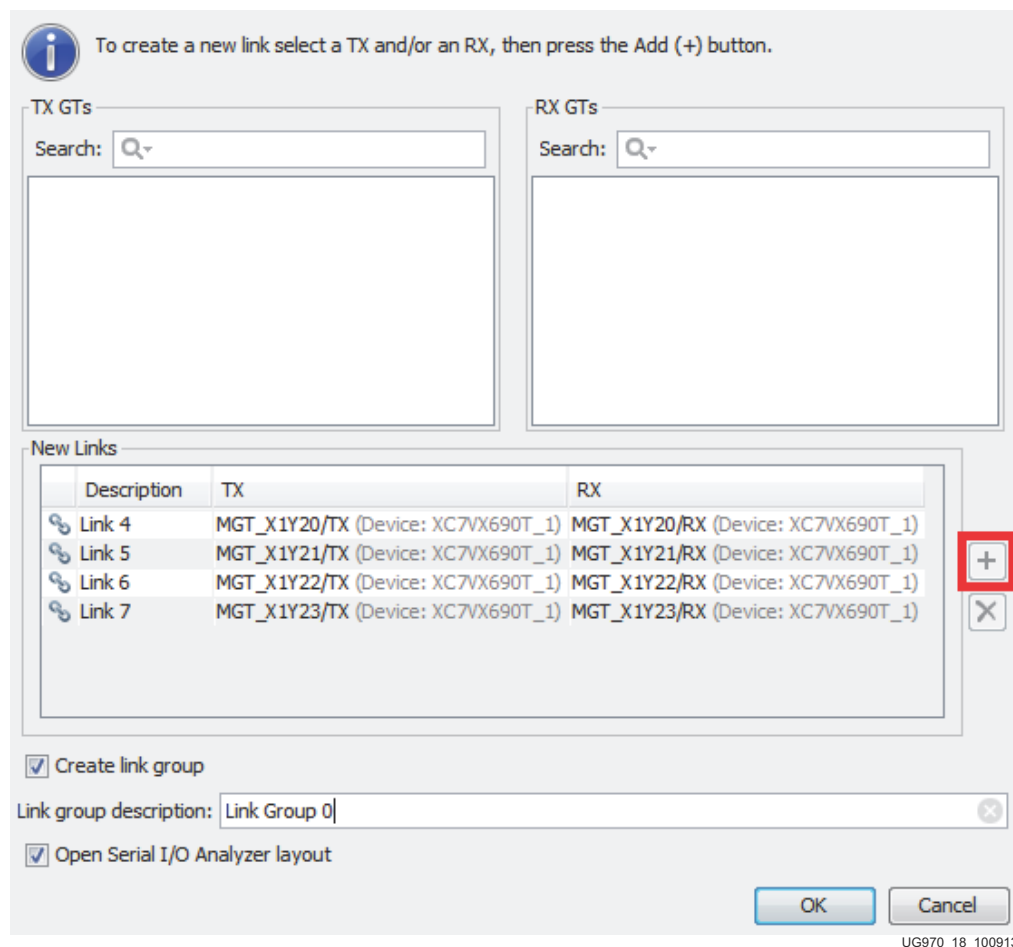 To create a new link select a TX and/or an RX, then press the Add (+) button.
TX GTs
RX GTs
Search:
Search:
New Links
Description TX RX
Link 4 MGT_X1Y20/TX (Device: XC7VX690T_1) MGT_X1Y20/RX (Device: XC7VX690T_1)
Link 5 MGT_X1Y21/TX (Device: XC7VX690T_1) MGT_X1Y21/RX (Device: XC7VX690T_1)
Link 6 MGT_X1Y22/TX (Device: XC7VX690T_1) MGT_X1Y22/RX (Device: XC7VX690T_1)
Link 7 MGT_X1Y23/TX (Device: XC7VX690T_1) MGT_X1Y23/RX (Device: XC7VX690T_1)
Create link group
Link group description: Link Group 0
Open Serial I/O Analyzer layout
OK Cancel
UG970_18_100913